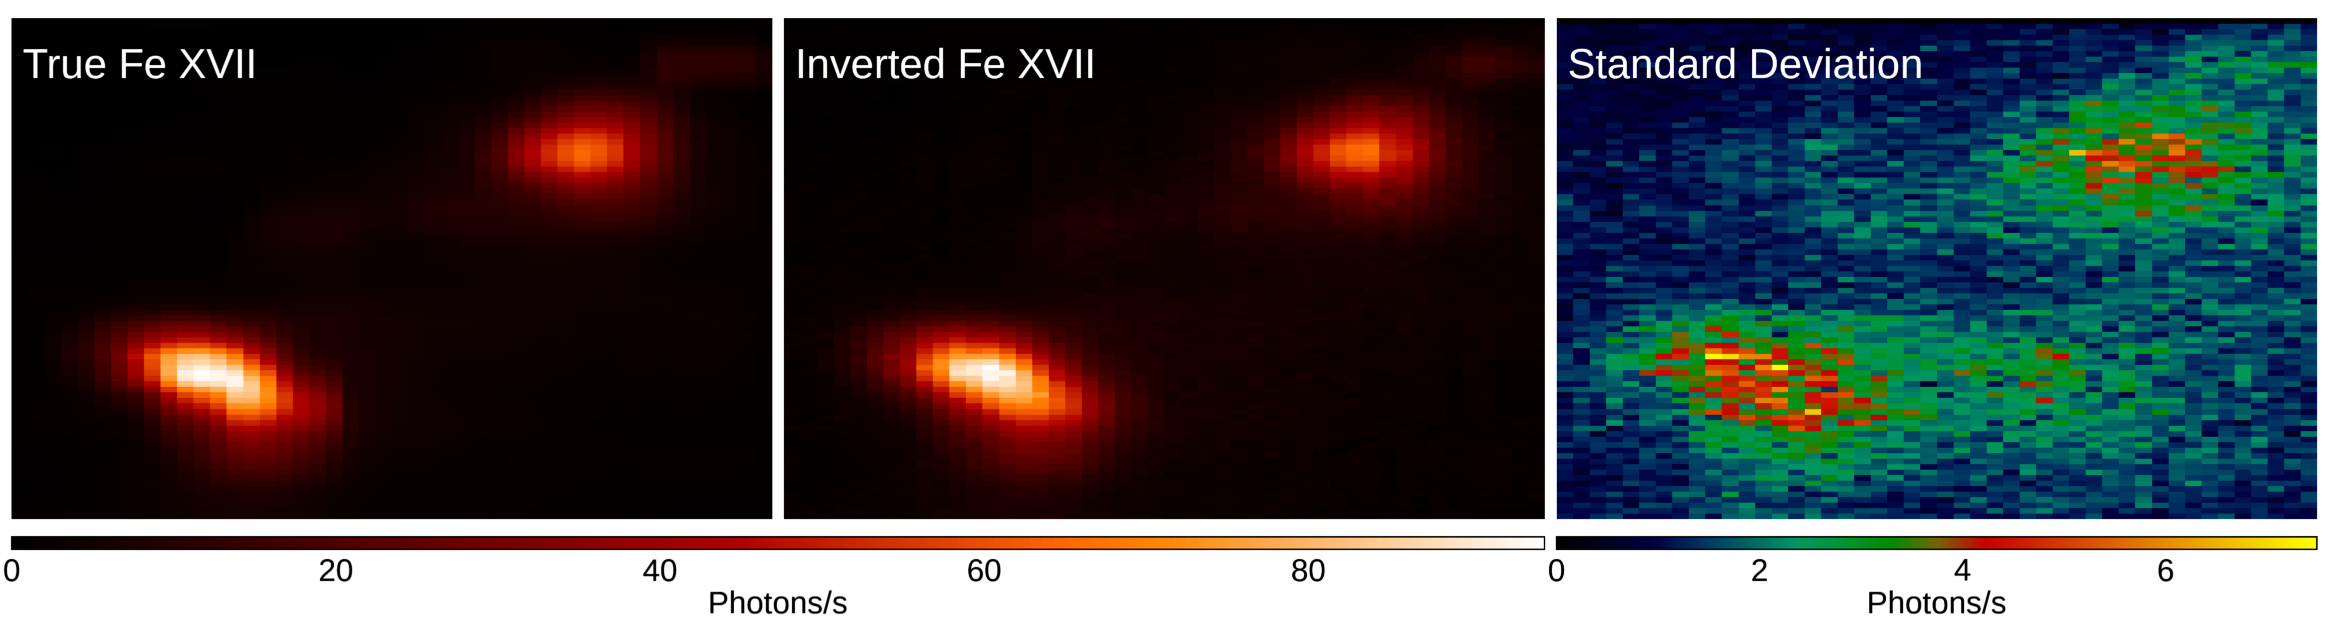 True Fe XVII
Inverted Fe XVII
Standard Deviation
0 20 40 60 80
0 2 4 6
Photons/s
Photons/s